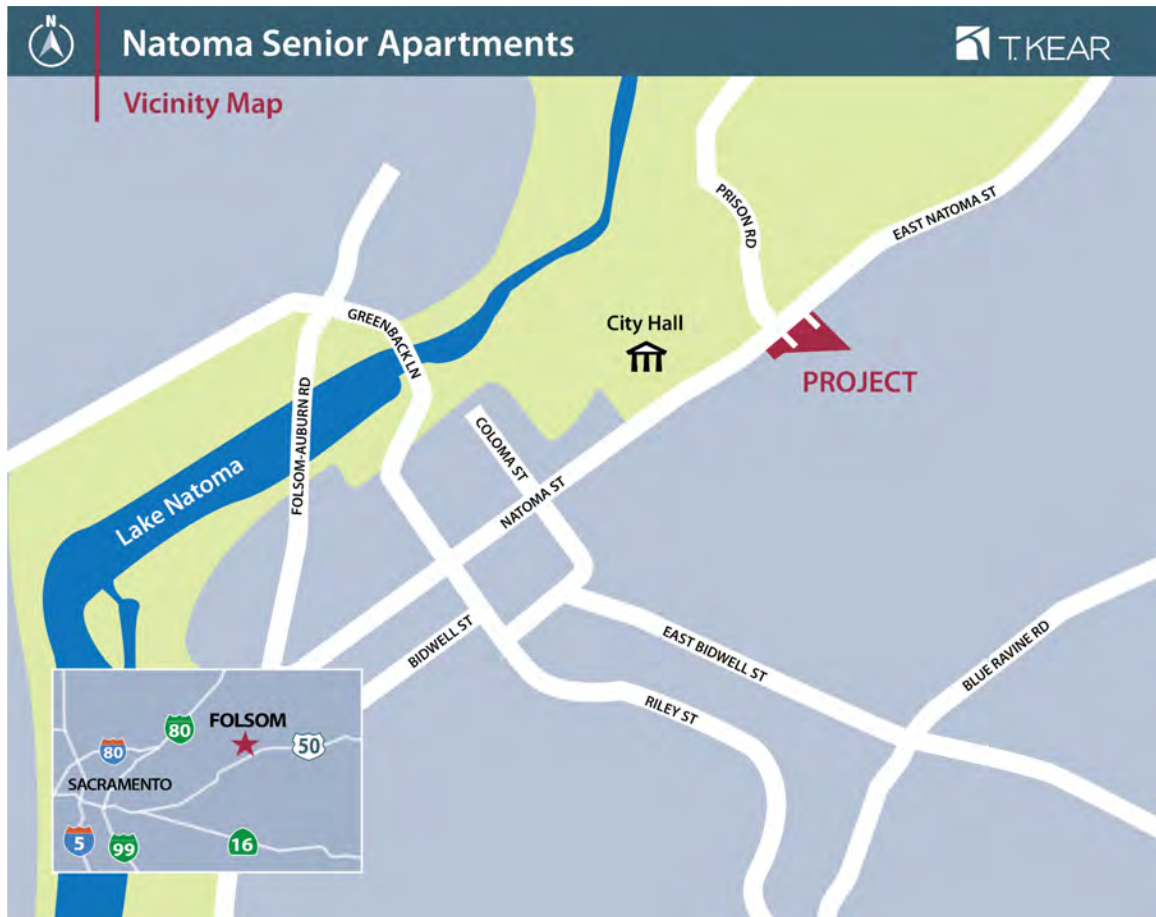 N
Natoma Senior Apartments
T.KEAR
Vicinity Map
PRISON RD
EAST NATOMA ST
GREENBACK LN
City Hall
PROJECT
FOLSOM-AUBURN RD
COLOMA ST
Lake Natoma
NATOMA ST
BIDWELL ST
EAST BIDWELL ST
BLUE RAVINE RD
RILEY ST
FOLSOM
80
80
50
SACRAMENTO
5
99
16